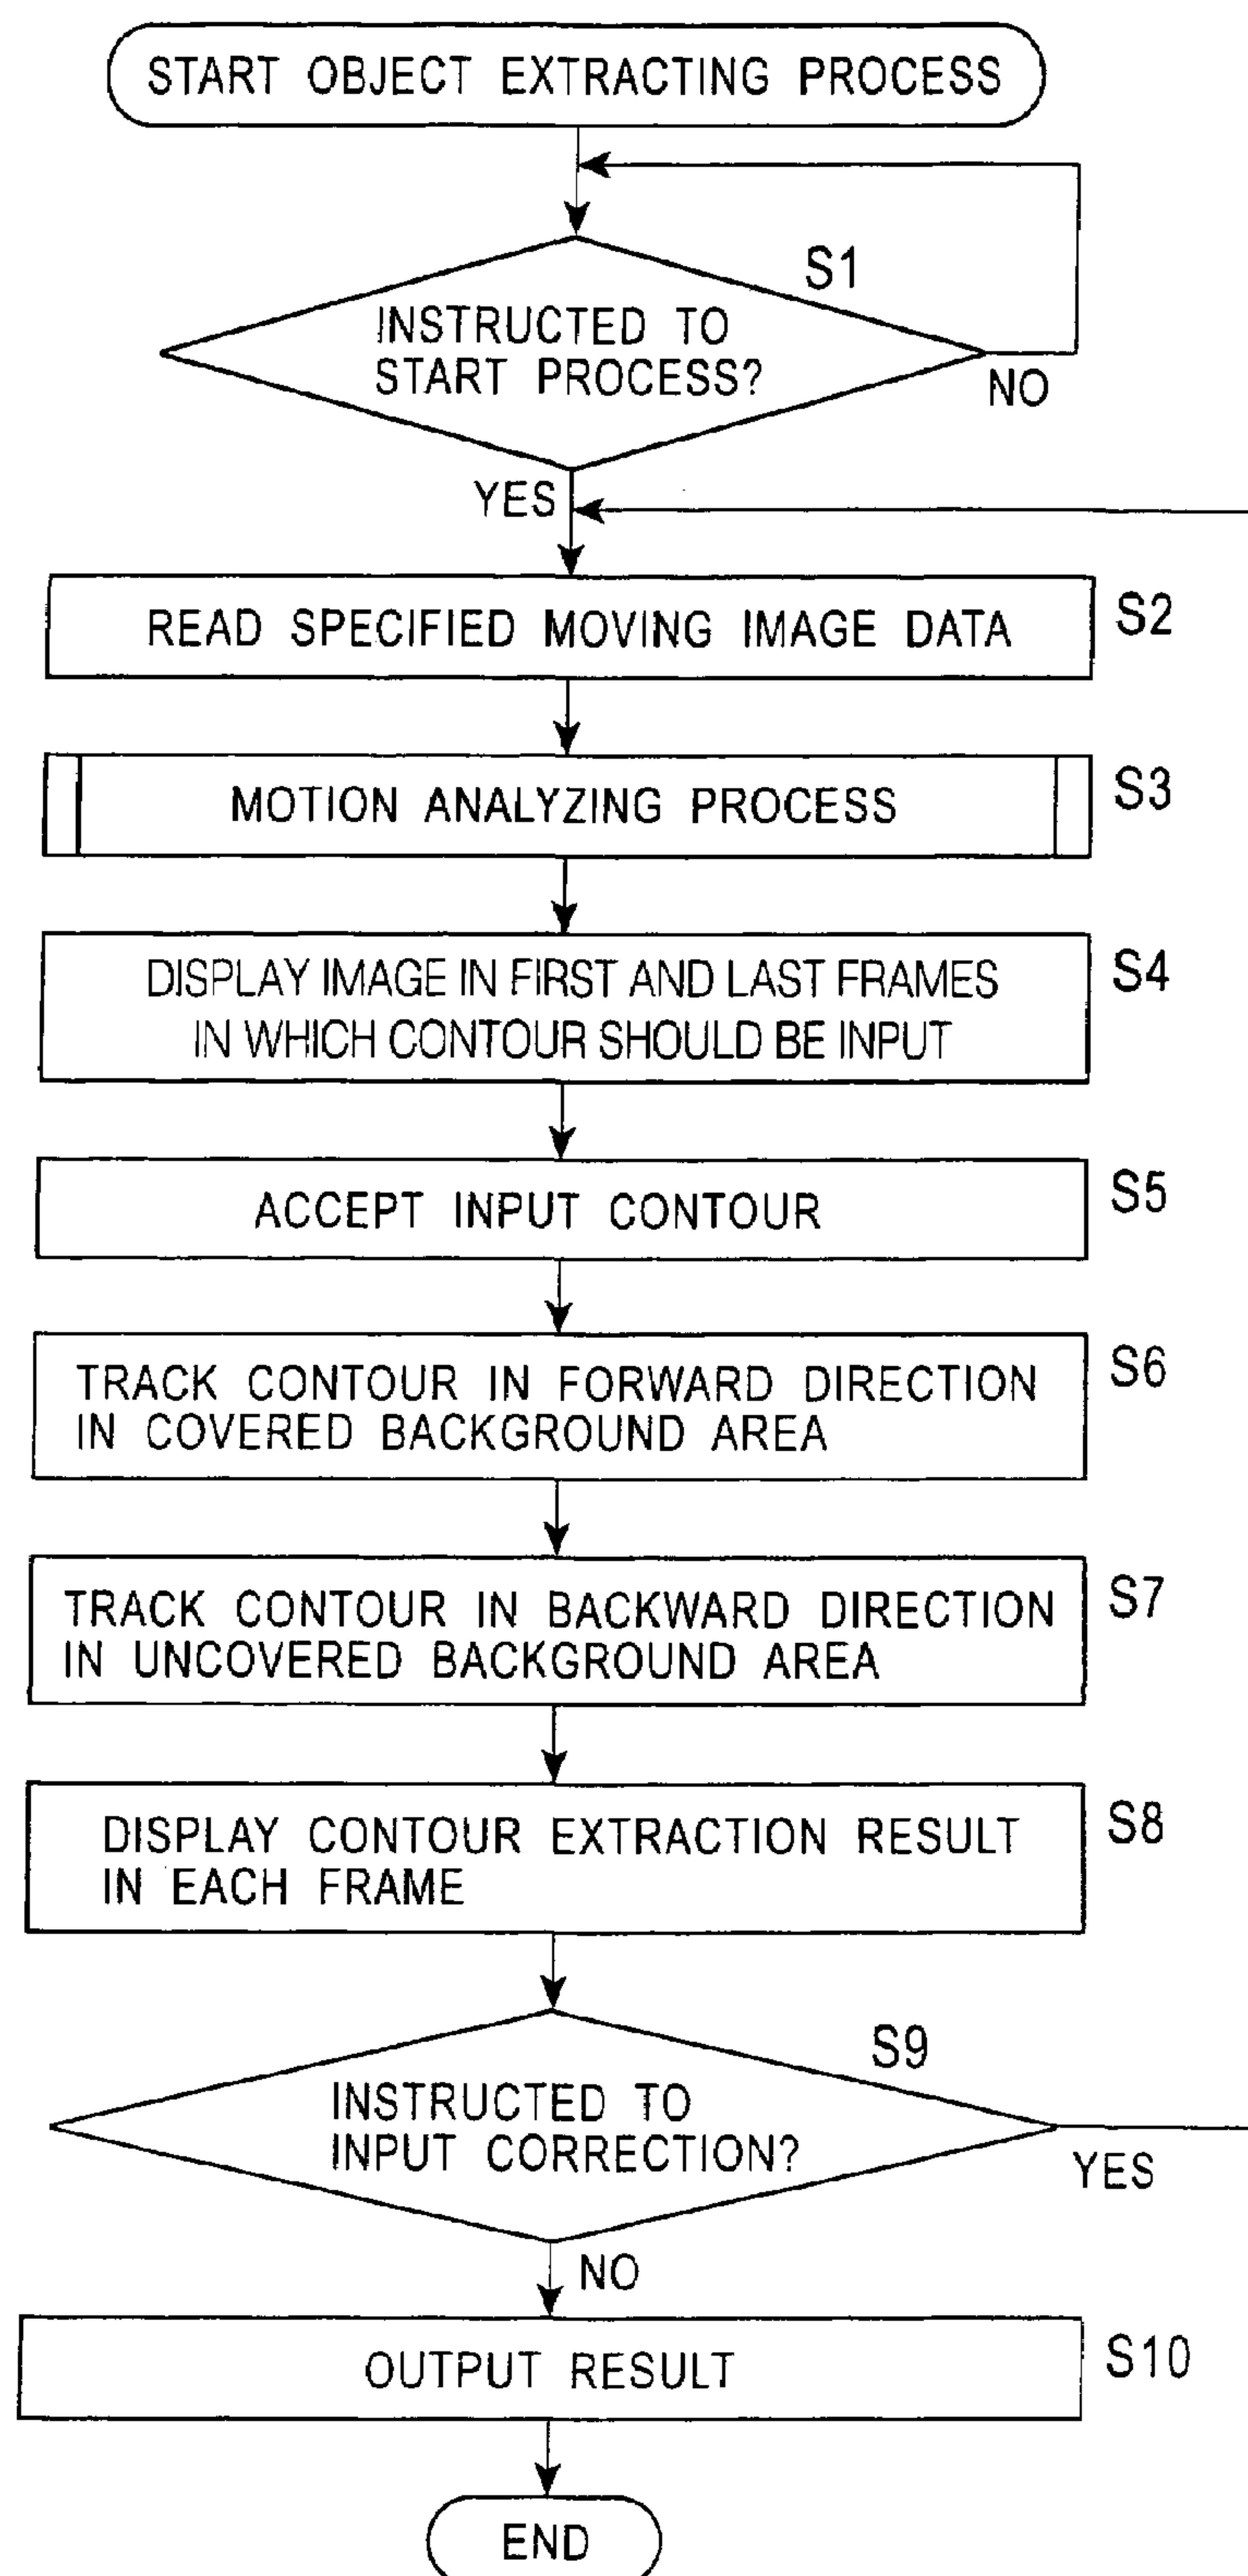 START OBJECT EXTRACTING PROCESS
S1
INSTRUCTED TO
START PROCESS?
NO
YES
READ SPECIFIED MOVING IMAGE DATA
S2
MOTION ANALYZING PROCESS
S3
DISPLAY IMAGE IN FIRST AND LAST FRAMES
IN WHICH CONTOUR SHOULD BE INPUT
S4
ACCEPT INPUT CONTOUR
S5
TRACK CONTOUR IN FORWARD DIRECTION
IN COVERED BACKGROUND AREA
S6
TRACK CONTOUR IN BACKWARD DIRECTION
IN UNCOVERED BACKGROUND AREA
S7
DISPLAY CONTOUR EXTRACTION RESULT
IN EACH FRAME
S8
S9
INSTRUCTED TO
INPUT CORRECTION?
YES
NO
OUTPUT RESULT
S10
END